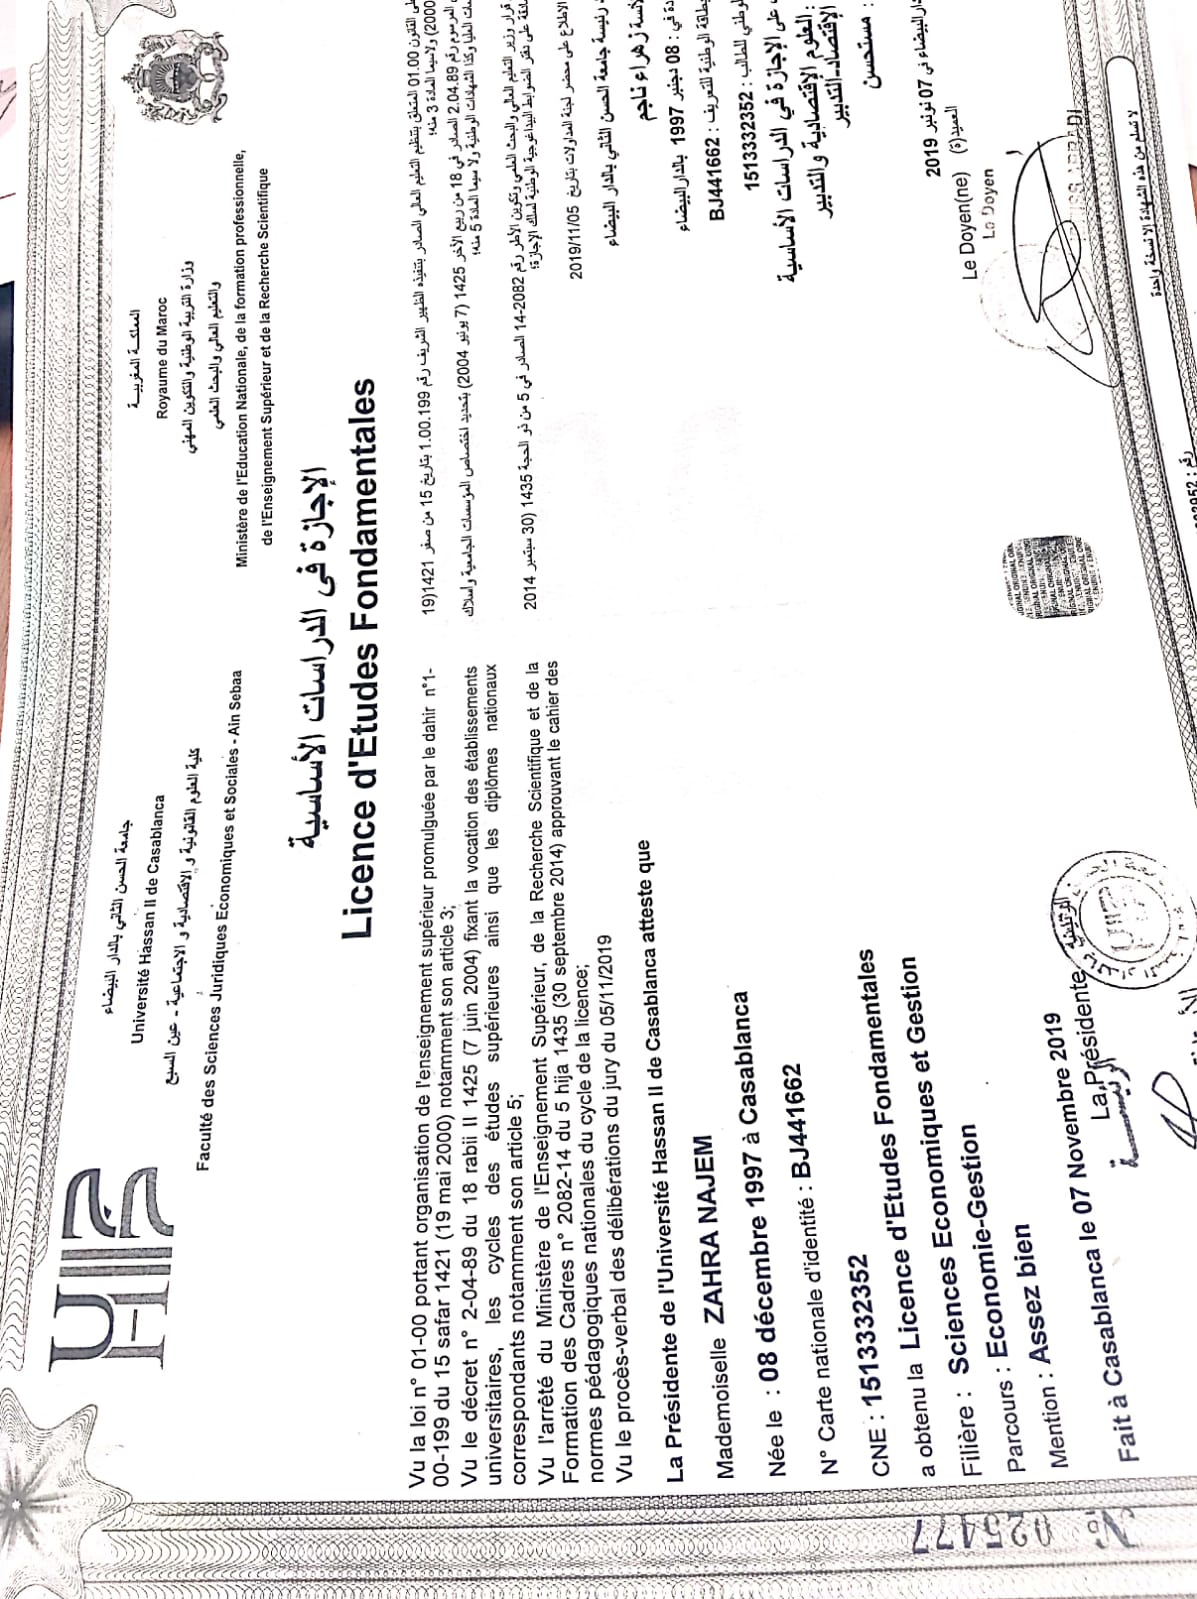 المملكة المغربية
Royaume du Maroc
وزارة التربية الوطنية والتكوين المهني
والتعليم العالي والبحث العلمي
Ministère de l'Education Nationale, de la formation professionnelle,
de l'Enseignement Supérieur et de la Recherche Scientifique
جامعة الحسن الثاني بالدار البيضاء
Université Hassan II de Casablanca
كلية العلوم القانونية و الاقتصادية و الاجتماعية - عين السبع
Faculté des Sciences Juridiques Economiques et Sociales - Ain Sebaa
الإجازة في الدراسات الأساسية
Licence d'Etudes Fondamentales
Vu la loi n° 01-00 portant organisation de l'enseignement supérieur promulguée par le dahir n°1-
00-199 du 15 safar 1421 (19 mai 2000) notamment son article 3;
Vu le décret n° 2-04-89 du 18 rabii II 1425 (7 juin 2004) fixant la vocation des établissements
universitaires, les cycles des études supérieures ainsi que les diplômes nationaux
correspondants notamment son article 5;
Vu l'arrêté du Ministère de l'Enseignement Supérieur, de la Recherche Scientifique et de la
Formation des Cadres n° 2082-14 du 5 hija 1435 (30 septembre 2014) approuvant le cahier des
normes pédagogiques nationales du cycle de la licence;
Vu le procès-verbal des délibérations du jury du 05/11/2019
La Présidente de l'Université Hassan II de Casablanca atteste que
Mademoiselle ZAHRA NAJEM
Née le : 08 décembre 1997 à Casablanca
N° Carte nationale d'identité : BJ441662
CNE : 1513332352
a obtenu la Licence d'Etudes Fondamentales
Filière : Sciences Economiques et Gestion
Parcours : Economie-Gestion
Mention : Assez bien
Fait à Casablanca le 07 Novembre 2019
La Présidente
الرئيسة
القانون 01.00 المتعلق بتنظيم التعليم العالي الصادر بتنفيذه الظهير الشريف رقم 1.00.199 بتاريخ 15 من صفر 1421(19
2000) ولاسيما المادة 3 منه؛
المرسوم رقم 2.04.89 الصادر في 18 من ربيع الآخر 1425 (7 يونيو 2004) بتحديد اختصاص المؤسسات الجامعية وأسلاك
العليا وكذا الشهادات الوطنية ولا سيما المادة 5 منه؛
قرار وزير التعليم العالي والبحث العلمي وتكوين الأطر رقم 2082-14 الصادر في 5 من ذو الحجة 1435 (30 سبتمبر 2014
على دفتر الضوابط البيداغوجية الوطنية لسلك الإجازة؛
الاطلاع على محضر لجنة المداولات بتاريخ 2019/11/05
رئيسة جامعة الحسن الثاني بالدار البيضاء
زهراء ناجم
في : 08 دجنبر 1997 بالدار البيضاء
الوطنية للتعريف : BJ441662
الوطني للطالب : 1513332352
على الإجازة في الدراسات الأساسية
: العلوم الإقتصادية والتدبير
الإقتصاد-التدبير
: مستحسن
البيضاء في 07 نونبر 2019
العميد(ة)
Le Doyen(ne)
Le Doyen
لا تسلم من هذه الشهادة الا نسخة واحدة
رقم :
N° 025477